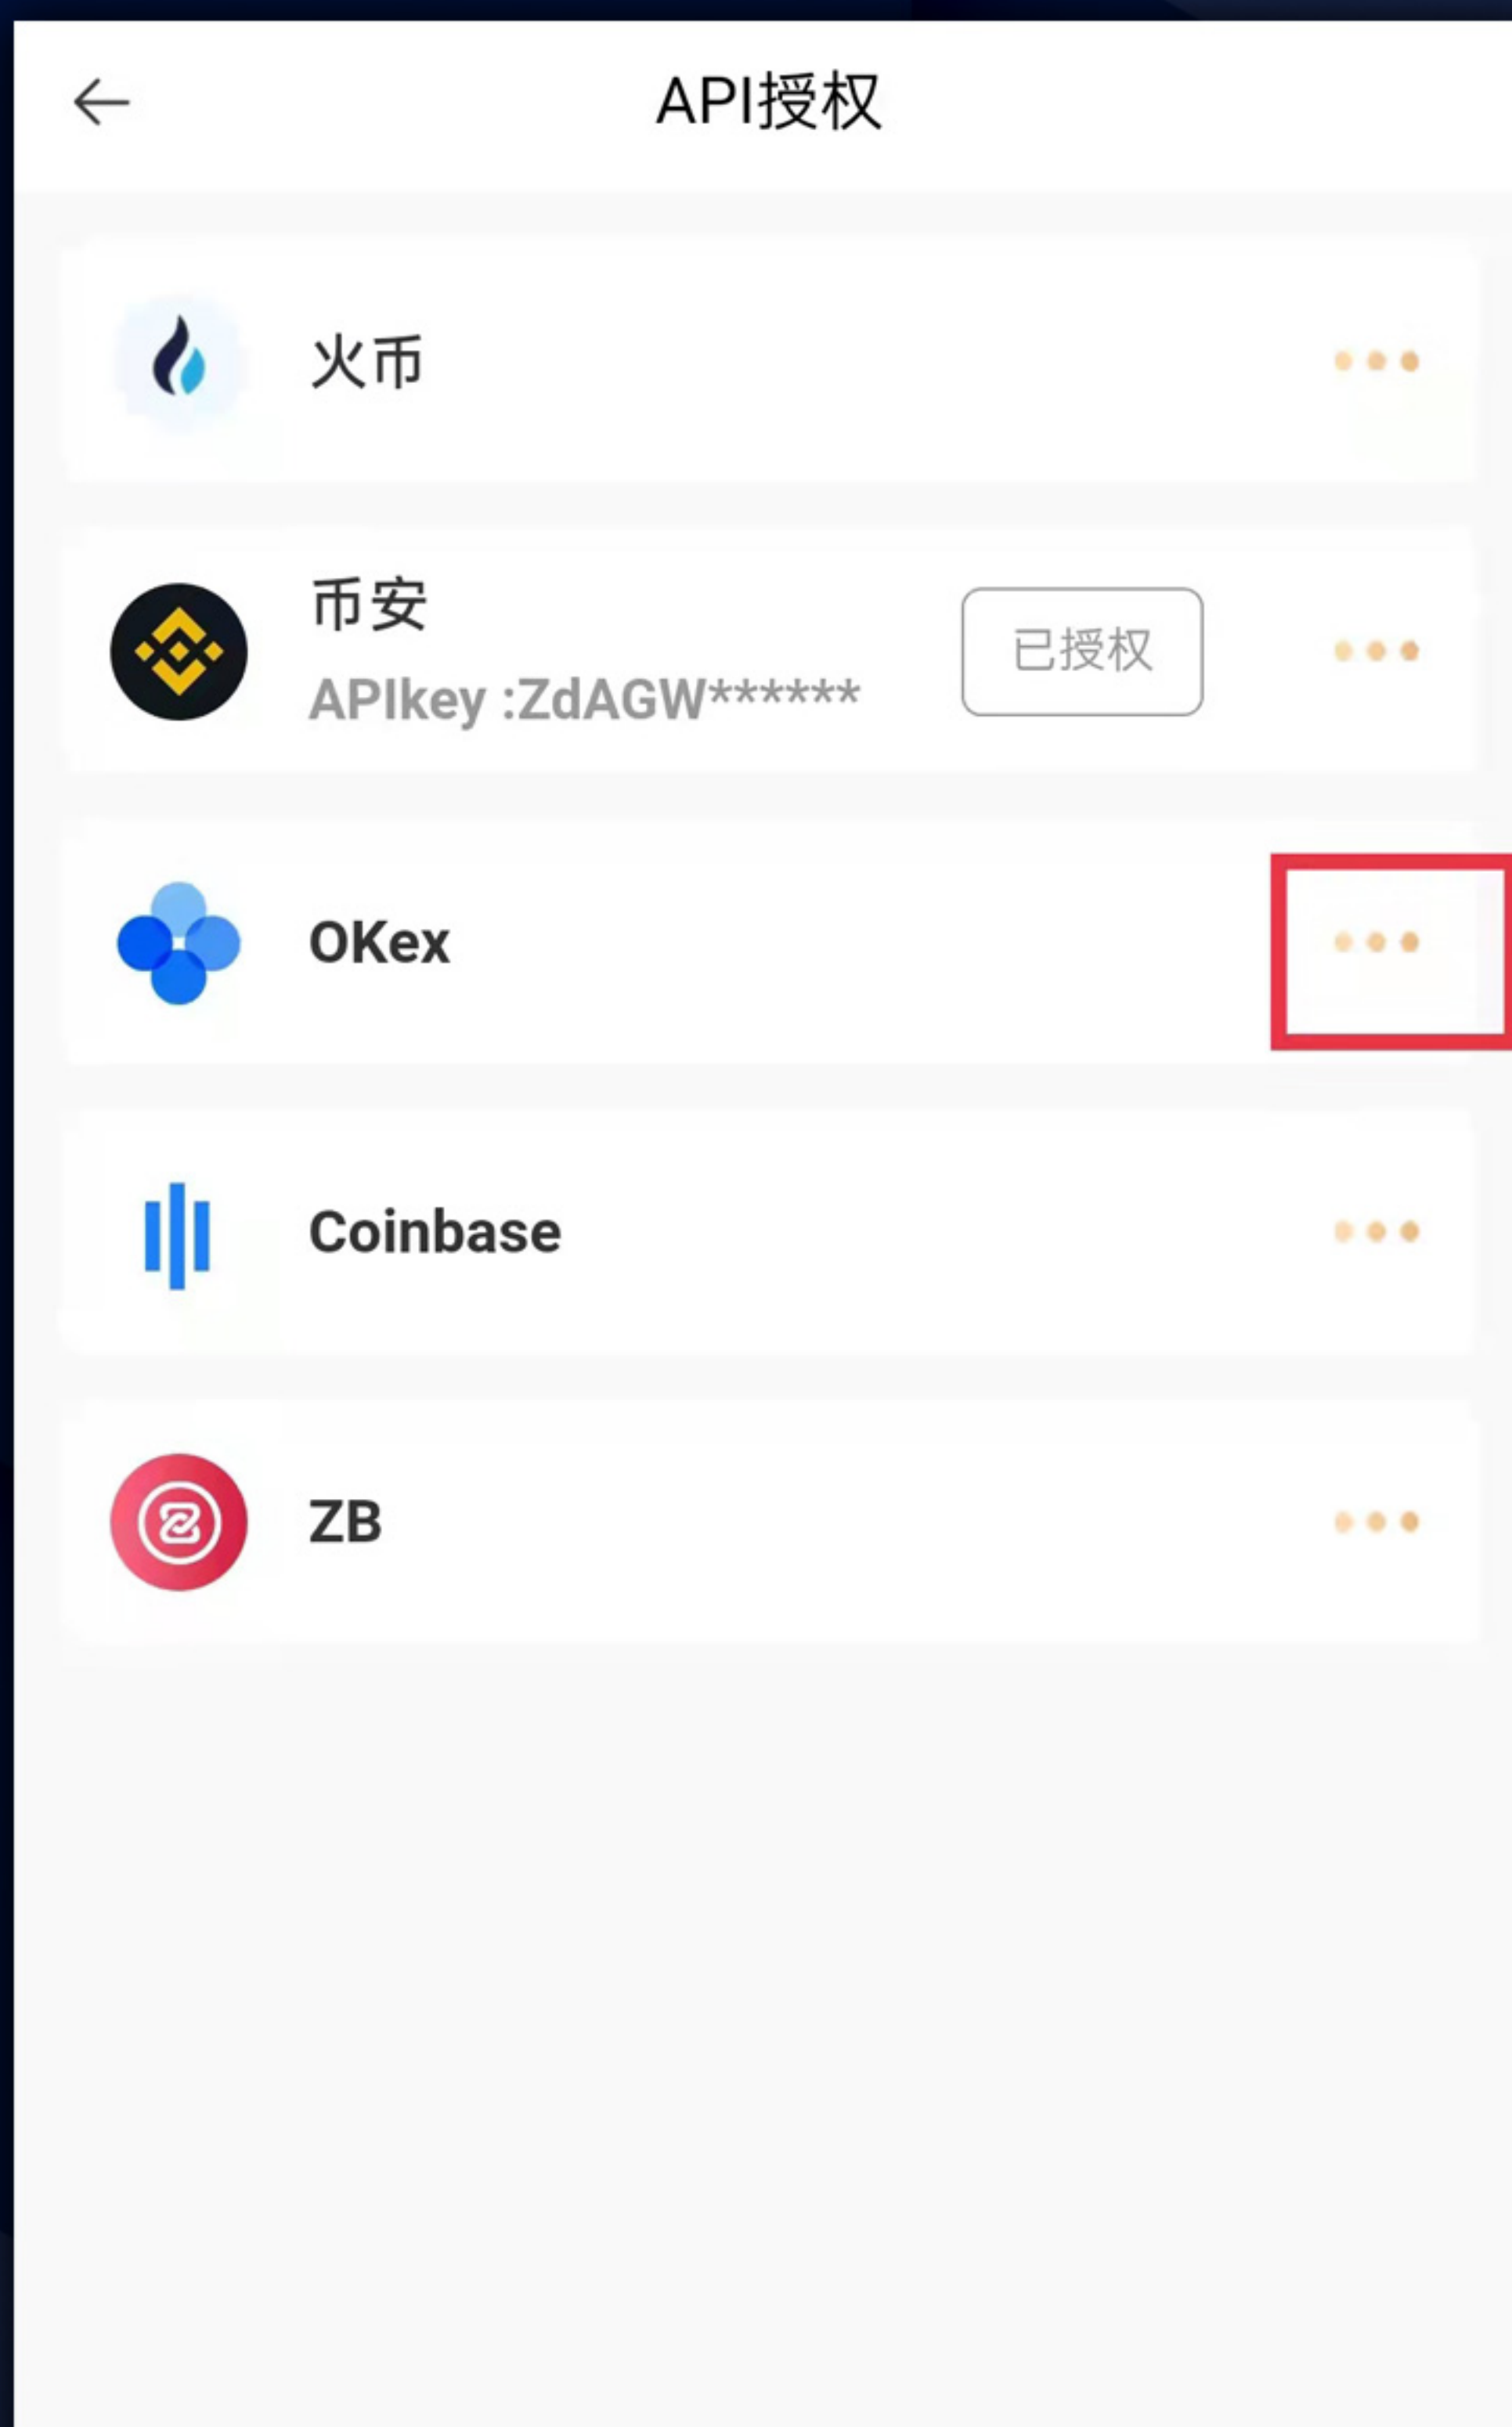 API授权
火币
币安
已授权
APIkey :ZdAGW******
OKex
Coinbase
ZB